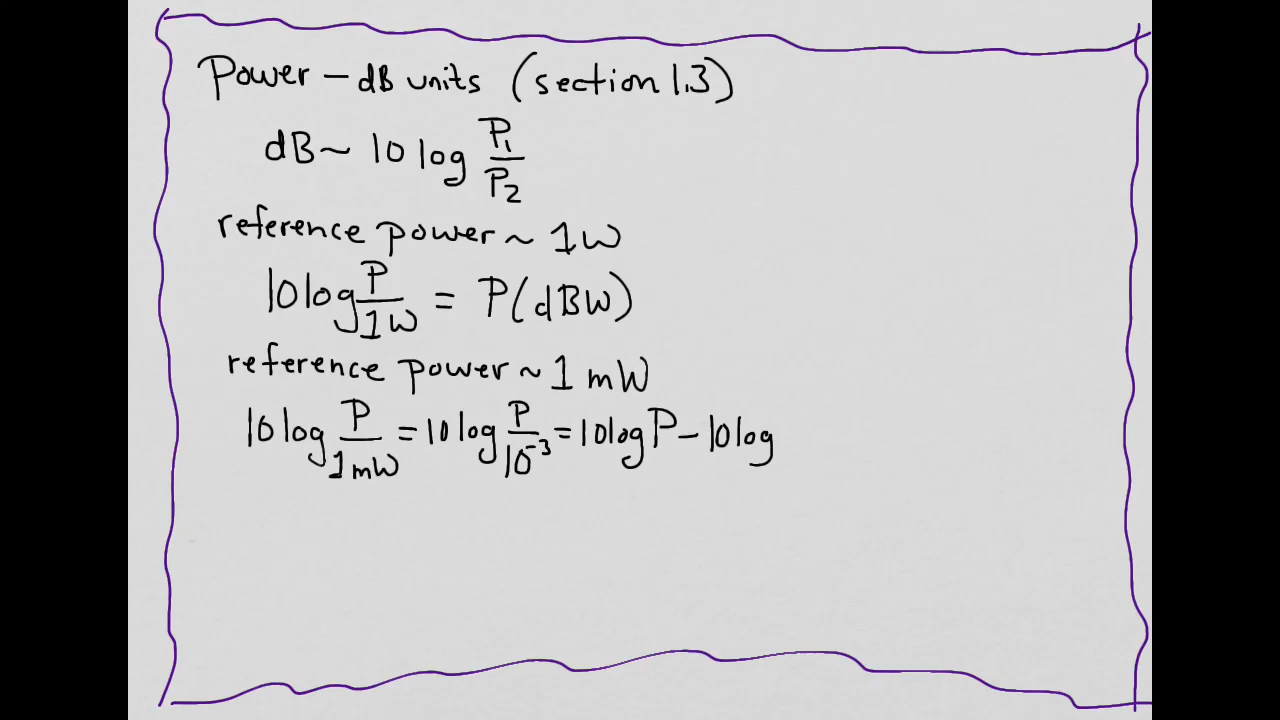 Power - dB units (section 1.3)
dB ~ 10 log P₁/P₂
reference power ~ 1W
10 log P/1W = P(dBW)
reference power ~ 1 mW
10 log P/1mW = 10 log P/10⁻³ = 10 log P - 10 log